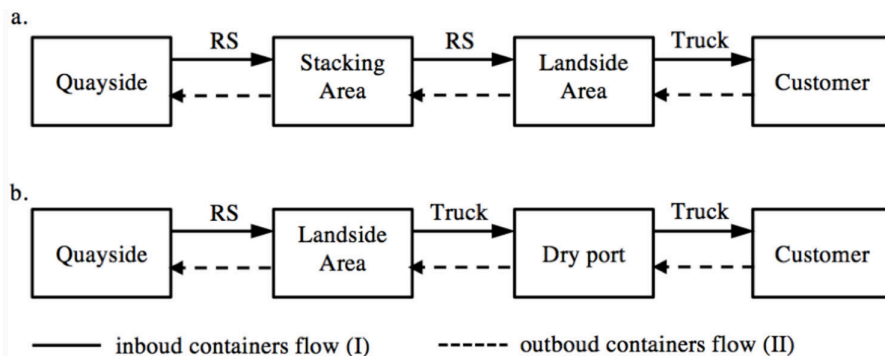 a.
RS
RS
Truck
Quayside
Stacking
Area
Landside
Area
Customer
b.
RS
Truck
Truck
Quayside
Landside
Area
Dry port
Customer
inboud containers flow (I)
outboud containers flow (II)